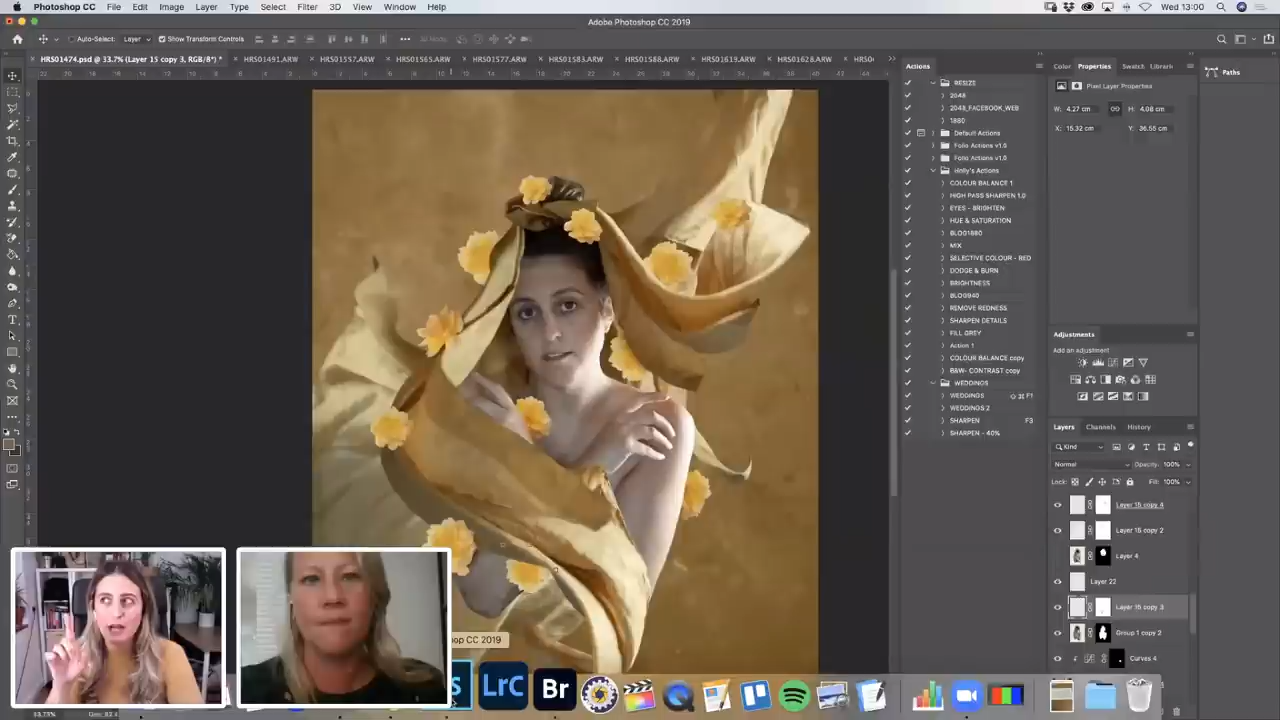 Photoshop CC File Edit Image Layer Type Select Filter 3D View Window Help
Wed 13:00
Adobe Photoshop CC 2019
Auto-Select: Layer Show Transform Controls
HRS01474.psd @ 33.7% (Layer 15 copy 3, RGB/8*) *
HRS01491.ARW
HRS01557.ARW
HRS01565.ARW
HRS01577.ARW
HRS01583.ARW
HRS01588.ARW
HRS01619.ARW
HRS01628.ARW
Actions
RESIZE
2048
2048_FACEBOOK_WEB
1880
Default Actions
Folio Actions v1.0
Folio Actions v1.0
Holly's Actions
COLOUR BALANCE 1
HIGH PASS SHARPEN 1.0
EYES - BRIGHTEN
HUE & SATURATION
BLOG1880
MIX
SELECTIVE COLOUR - RED
DODGE & BURN
BRIGHTNESS
BLOG940
REMOVE REDNESS
SHARPEN DETAILS
FILL GREY
Action 1
COLOUR BALANCE copy
B&W- CONTRAST copy
WEDDINGS
WEDDINGS F1
WEDDINGS 2
SHARPEN F3
SHARPEN - 40%
Color Properties Swatch Librari
Pixel Layer Properties
W: 4.27 cm H: 4.08 cm
X: 15.32 cm Y: 36.55 cm
Paths
Adjustments
Add an adjustment
Layers Channels History
Kind
Normal Opacity: 100%
Lock: Fill: 100%
Layer 15 copy 4
Layer 15 copy 2
Layer 4
Layer 22
Layer 15 copy 3
Group 1 copy 2
Curves 4
op CC 2019
S
LrC
Br